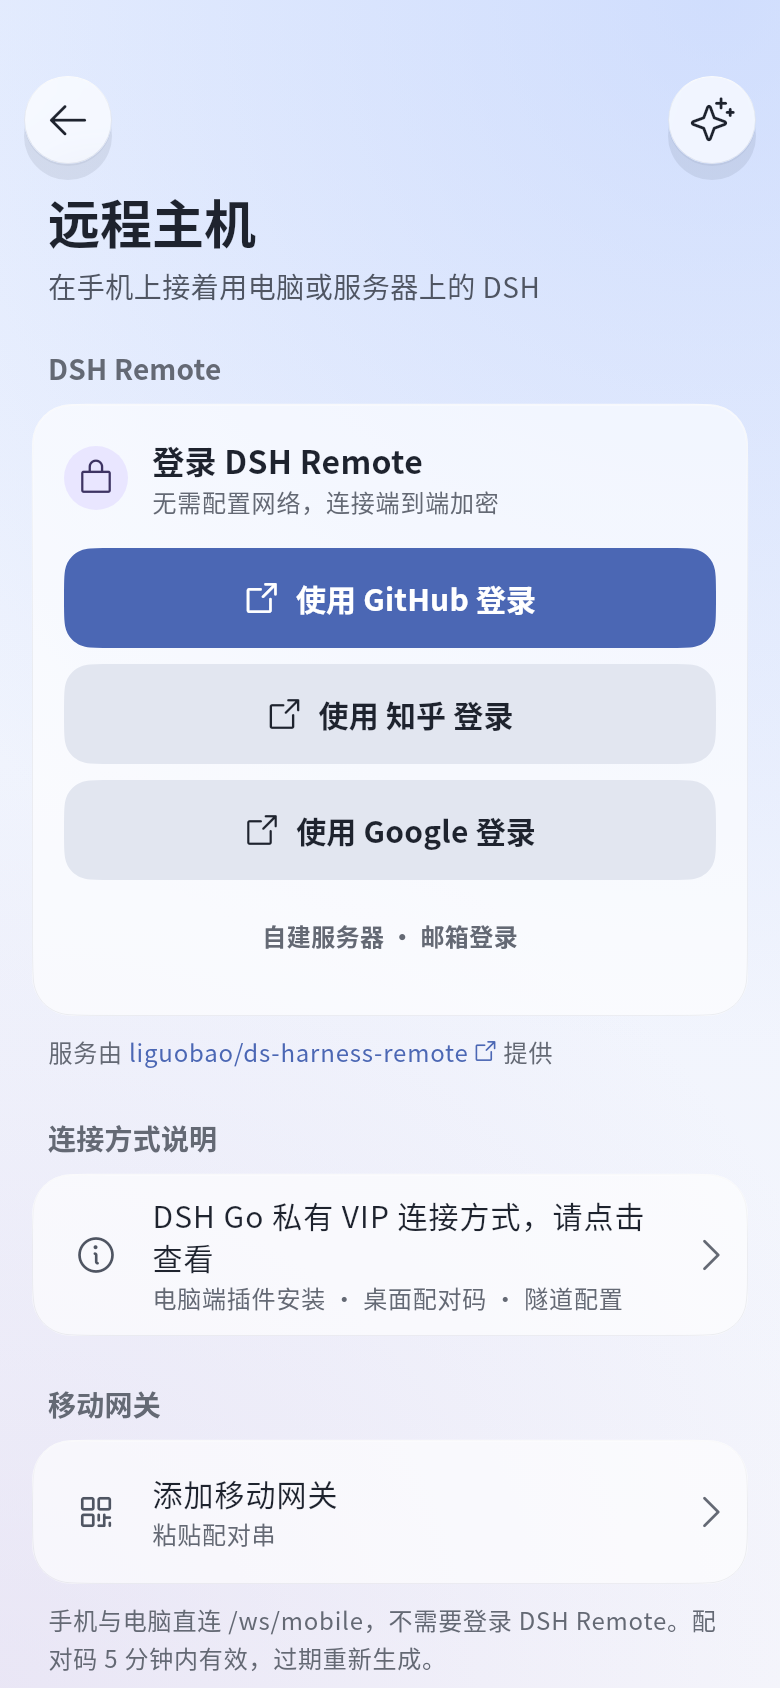 远程主机
在手机上接着用电脑或服务器上的 DSH
DSH Remote
登录 DSH Remote
无需配置网络，连接端到端加密
使用 GitHub 登录
使用 知乎 登录
使用 Google 登录
自建服务器 · 邮箱登录
服务由 liguobao/ds-harness-remote 提供
连接方式说明
DSH Go 私有 VIP 连接方式，请点击
查看
电脑端插件安装 · 桌面配对码 · 隧道配置
移动网关
添加移动网关
粘贴配对串
手机与电脑直连 /ws/mobile，不需要登录 DSH Remote。配
对码 5 分钟内有效，过期重新生成。